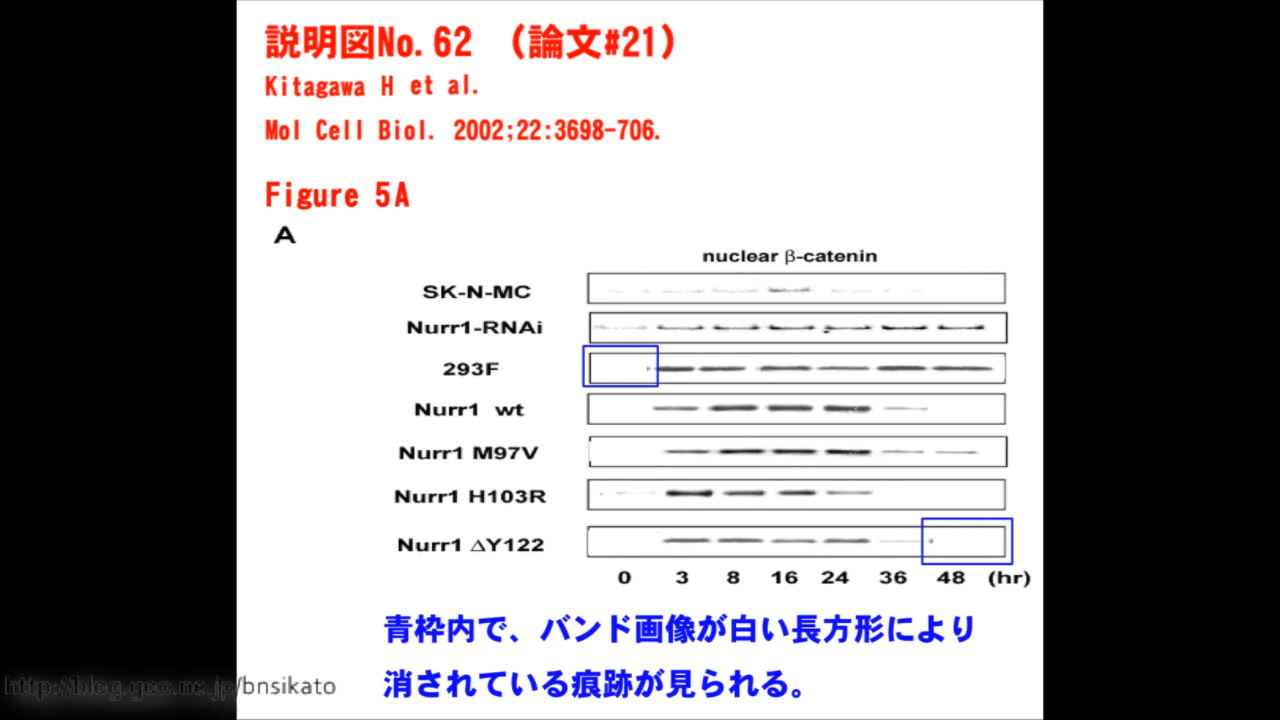 説明図No.62 （論文#21）
Kitagawa H et al.
Mol Cell Biol. 2002;22:3698-706.
Figure 5A
A
nuclear β-catenin
SK-N-MC
Nurr1-RNAi
293F
Nurr1 wt
Nurr1 M97V
Nurr1 H103R
Nurr1 ΔY122
0 3 8 16 24 36 48 (hr)
青枠内で、バンド画像が白い長方形により
消されている痕跡が見られる。
http://blog.goo.ne.jp/bnsikato